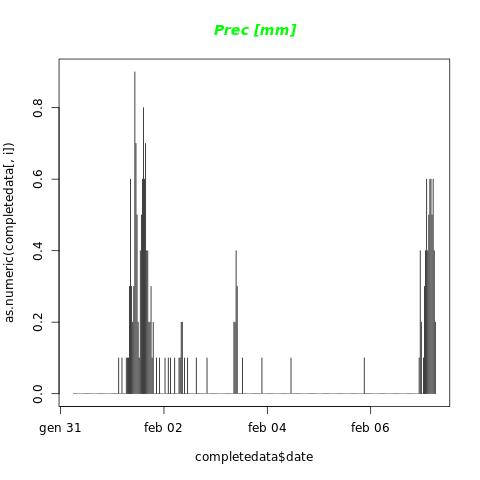 Prec [mm]
as.numeric(completedata[, i])
0.8
0.6
0.4
0.2
0.0
gen 31
feb 02
feb 04
feb 06
completedata$date